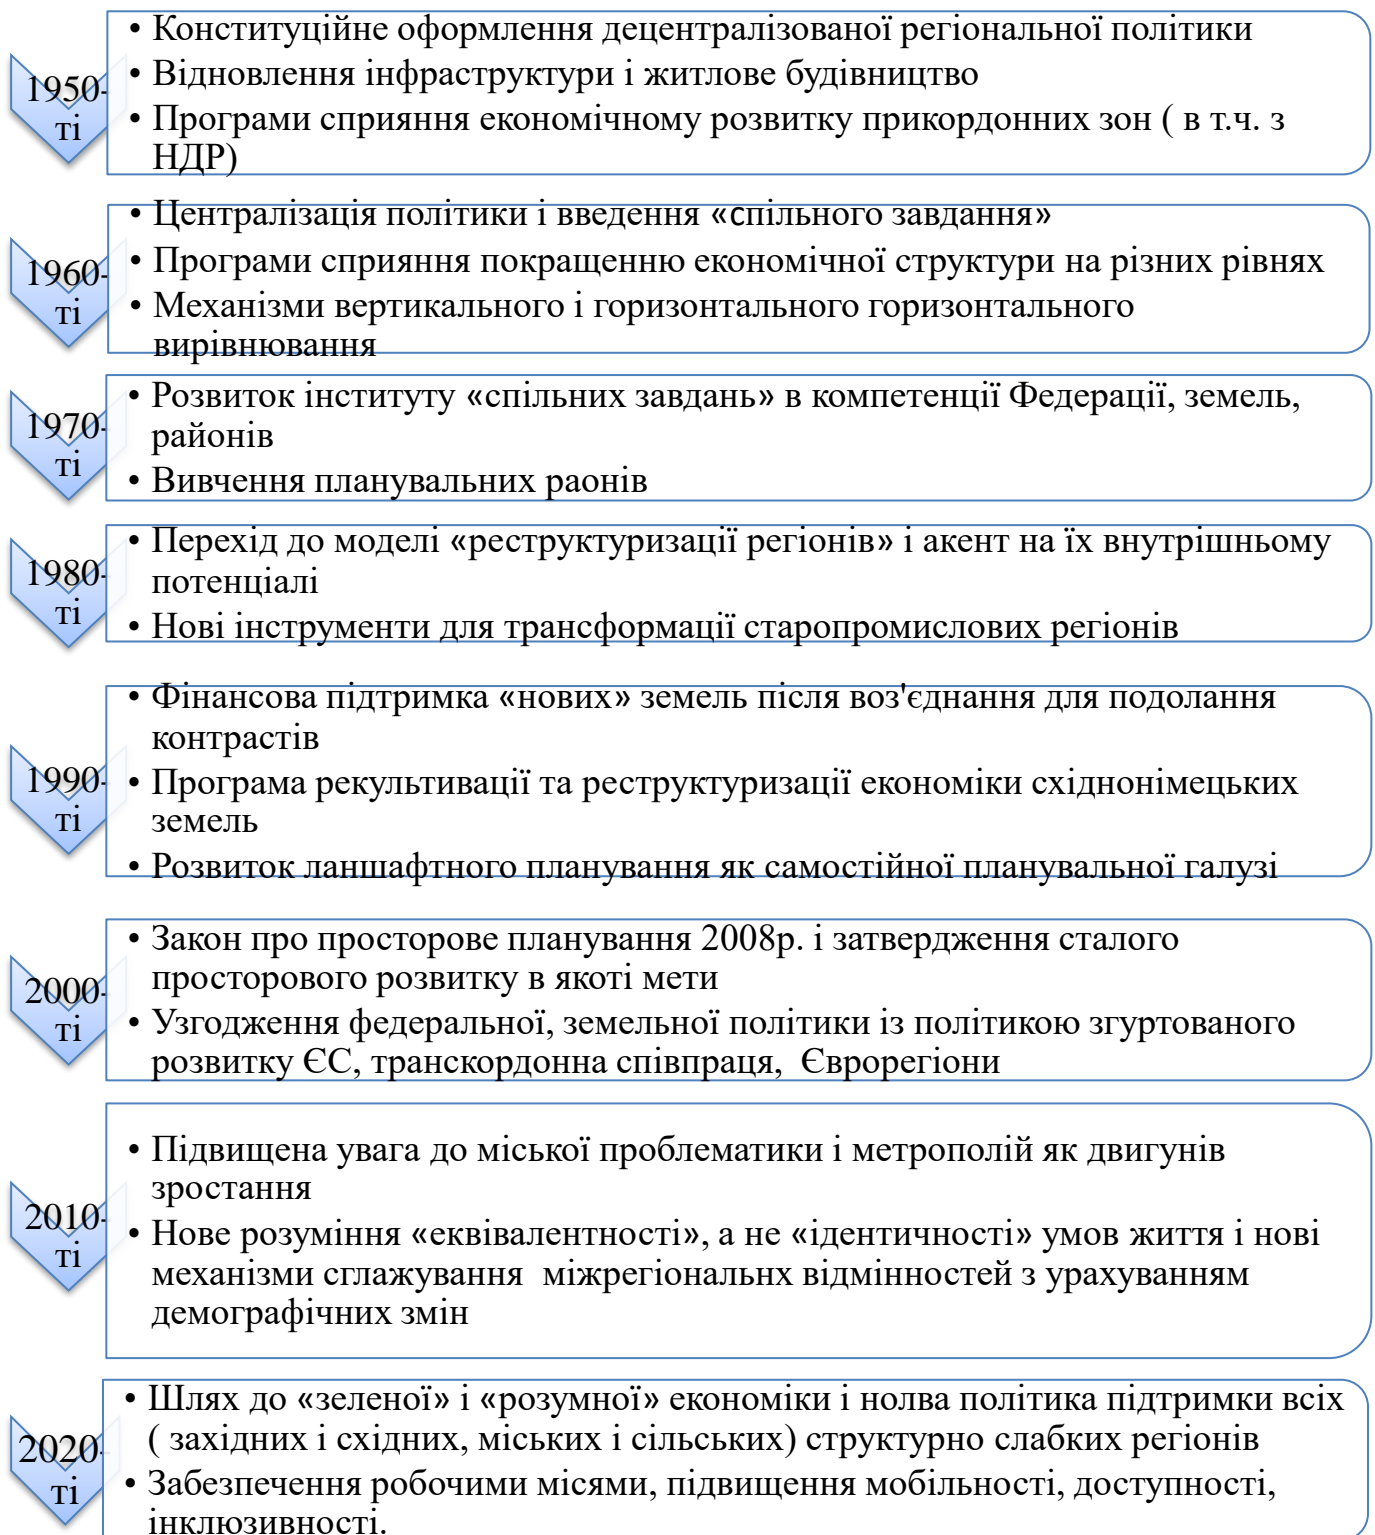 • Конституційне оформлення децентралізованої регіональної політики
• Відновлення інфраструктури і житлове будівництво
• Програми сприяння економічному розвитку прикордонних зон ( в т.ч. з
НДР)
1950-
ті
• Централізація політики і введення «спільного завдання»
• Програми сприяння покращенню економічної структури на різних рівнях
• Механізми вертикального і горизонтального горизонтального
вирівнювання
1960-
ті
• Розвиток інституту «спільних завдань» в компетенції Федерації, земель,
районів
• Вивчення планувальних раонів
1970-
ті
• Перехід до моделі «реструктуризації регіонів» і акент на їх внутрішньому
потенціалі
• Нові інструменти для трансформації старопромислових регіонів
1980-
ті
• Фінансова підтримка «нових» земель після воз'єднання для подолання
контрастів
• Програма рекультивації та реструктуризації економіки східнонімецьких
земель
• Розвиток ланшафтного планування як самостійної планувальної галузі
1990-
ті
• Закон про просторове планування 2008р. і затвердження сталого
просторового розвитку в якоті мети
• Узгодження федеральної, земельної політики із політикою згуртованого
розвитку ЄС, транскордонна співпраця,  Єврорегіони
2000-
ті
• Підвищена увага до міської проблематики і метрополій як двигунів
зростання
• Нове розуміння «еквівалентності», а не «ідентичності» умов життя і нові
механізми сглажування  міжрегіональнх відмінностей з урахуванням
демографічних змін
2010-
ті
• Шлях до «зеленої» і «розумної» економіки і нолва політика підтримки всіх
( західних і східних, міських і сільських) структурно слабких регіонів
• Забезпечення робочими місями, підвищення мобільності, доступності,
інклюзивності.
2020-
ті